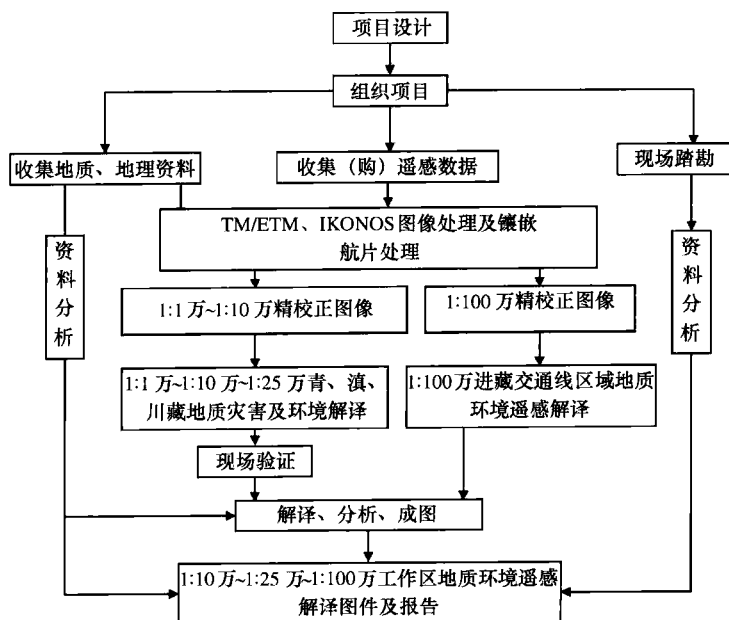 项目设计
组织项目
收集地质、地理资料
收集（购）遥感数据
现场踏勘
TM/ETM、IKONOS图像处理及镶嵌
航片处理
资料分析
资料分析
1:1万~1:10万精校正图像
1:100万精校正图像
1:1万~1:10万~1:25万青、滇、
川藏地质灾害及环境解译
1:100万进藏交通线区域地质
环境遥感解译
现场验证
解译、分析、成图
1:10万~1:25万~1:100万工作区地质环境遥感
解译图件及报告